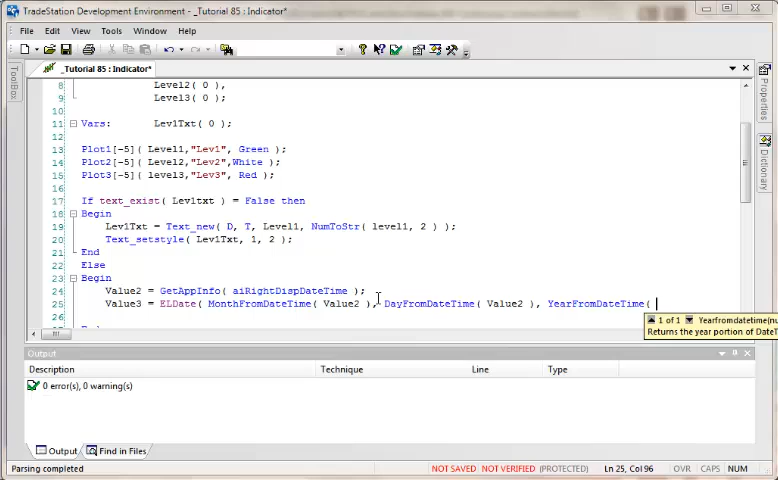 TradeStation Development Environment - _Tutorial 85 : Indicator*
File Edit View Tools Window Help
_Tutorial 85 : Indicator*
ToolBox
Properties
Dictionary
8 Level2( 0 ),
9 Level3( 0 );
10
11 Vars: Lev1Txt( 0 );
12
13 Plot1[-5]( Level1,"Lev1", Green );
14 Plot2[-5]( Level2,"Lev2",White );
15 Plot3[-5]( level3,"Lev3", Red );
16
17 If text_exist( Lev1txt ) = False then
18 Begin
19 Lev1Txt = Text_new( D, T, Level1, NumToStr( level1, 2 ) );
20 Text_setstyle( Lev1Txt, 1, 2 );
21 End
22 Else
23 Begin
24 Value2 = GetAppInfo( aiRightDispDateTime );
25 Value3 = ELDate( MonthFromDateTime( Value2 ), DayFromDateTime( Value2 ), YearFromDateTime(
26
1 of 1 Yearfromdatetime(nu
Returns the year portion of DateT
Output
Description Technique Line Type
0 error(s), 0 warning(s)
Output Find in Files
Parsing completed NOT SAVED NOT VERIFIED (PROTECTED) Ln 25, Col 96 OVR CAPS NUM